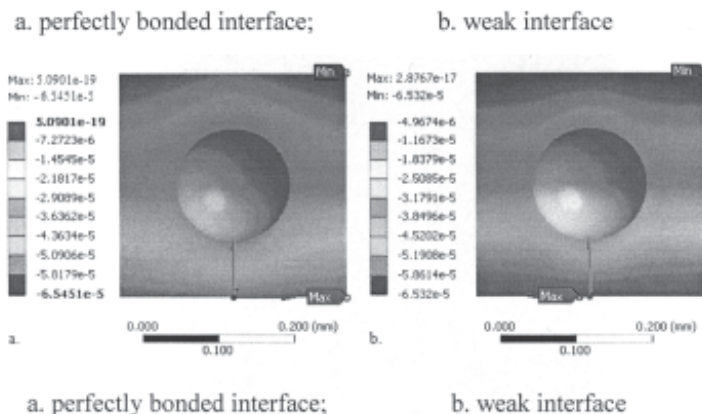 a. perfectly bonded interface; b. weak interface
Max: 5.0901e-19
Min: -6.5451e-5
5.0901e-19
-7.2723e-6
-1.4545e-5
-2.1817e-5
-2.9089e-5
-3.6362e-5
-4.3634e-5
-5.0906e-5
-5.8179e-5
-6.5451e-5
Min
Max
a.
0.000 0.200 (mm)
0.100
Max: 2.8767e-17
Min: -6.532e-5
-4.9674e-6
-1.1673e-5
-1.8379e-5
-2.5085e-5
-3.1791e-5
-3.8496e-5
-4.5202e-5
-5.1908e-5
-5.8614e-5
-6.532e-5
Min
Max
b.
0.000 0.200 (mm)
0.100
a. perfectly bonded interface; b. weak interface